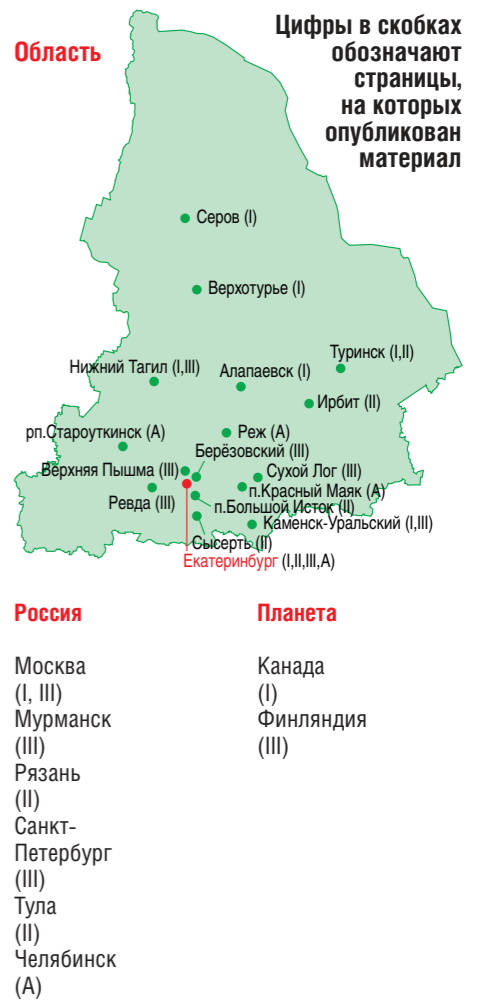 Область
Цифры в скобках
обозначают
страницы,
на которых
опубликован
материал
Серов (I)
Верхотурье (I)
Туринск (I,II)
Нижний Тагил (I,III)
Алапаевск (I)
Ирбит (II)
рп.Староуткинск (А)
Реж (А)
Берёзовский (III)
Верхняя Пышма (III)
Сухой Лог (III)
п.Красный Маяк (А)
Ревда (III)
п.Большой Исток (II)
Каменск-Уральский (I,III)
Сысерть (II)
Екатеринбург (I,II,III,А)
Россия
Москва
(I, III)
Мурманск
(III)
Рязань
(II)
Санкт-
Петербург
(III)
Тула
(II)
Челябинск
(А)
Планета
Канада
(I)
Финляндия
(III)